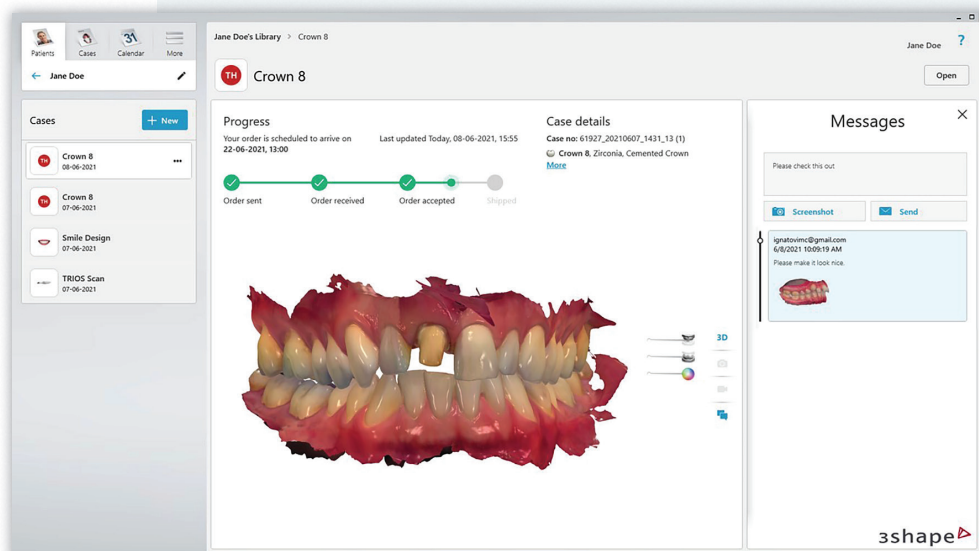 Patients
Cases
31
Calendar
More
Jane Doe
Cases
+ New
TH
Crown 8
08-06-2021
TH
Crown 8
07-06-2021
Smile Design
07-06-2021
TRIOS Scan
07-06-2021
Jane Doe's Library > Crown 8
Jane Doe
?
TH
Crown 8
Open
Progress
Your order is scheduled to arrive on
22-06-2021, 13:00
Last updated Today, 08-06-2021, 15:55
Order sent
Order received
Order accepted
Shipped
Case details
Case no: 61927_20210607_1431_13 (1)
Crown 8, Zirconia, Cemented Crown
More
3D
Messages
Please check this out
Screenshot
Send
ignatovimc@gmail.com
6/8/2021 10:09:19 AM
Please make it look nice.
3shape